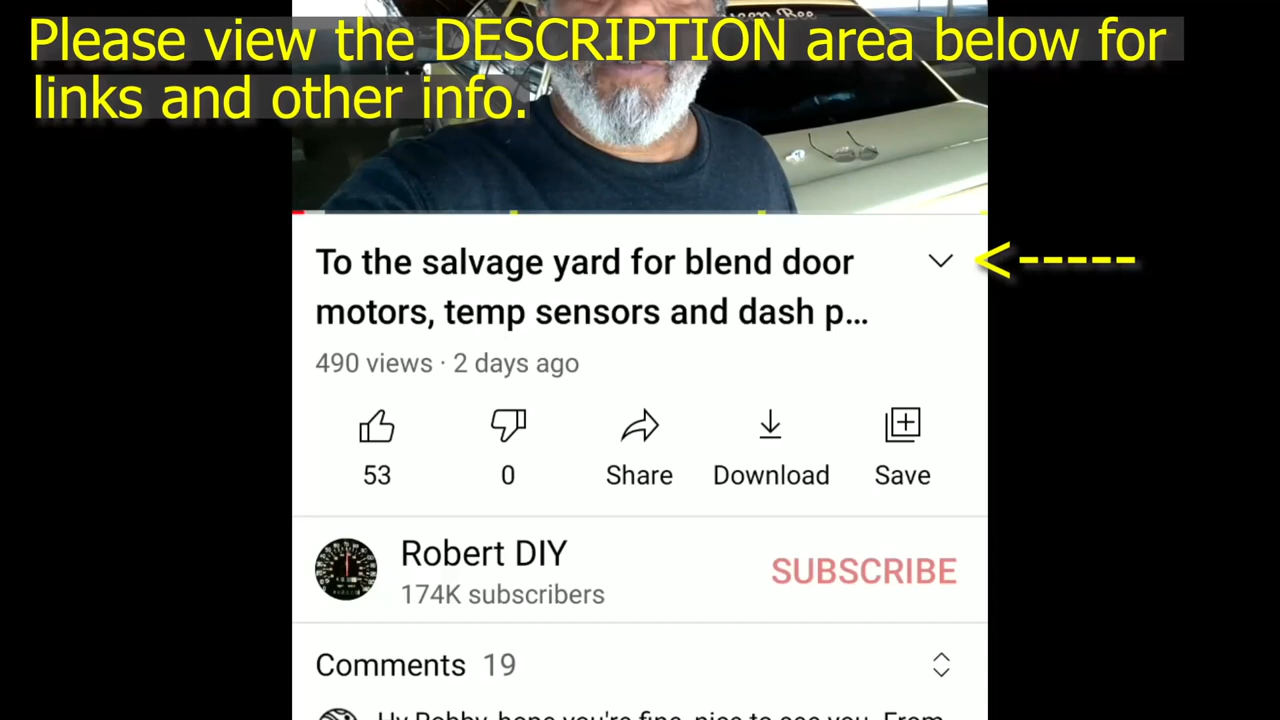 Please view the DESCRIPTION area below for
links and other info.
To the salvage yard for blend door
<-----
motors, temp sensors and dash p...
490 views · 2 days ago
53
0
Share
Download
Save
Robert DIY
SUBSCRIBE
174K subscribers
Comments 19